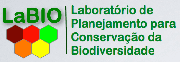 LaBIO
Laboratório de
Planejamento para
Conservação da
Biodiversidade